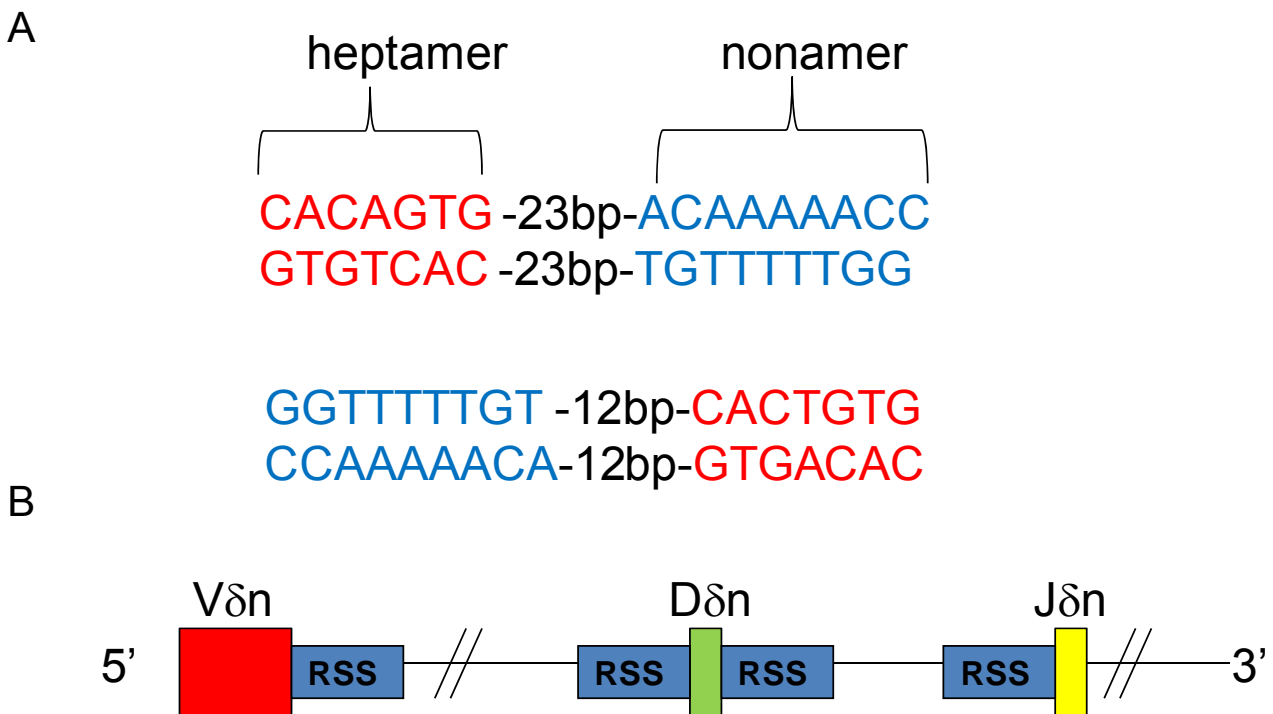 A
heptamer nonamer
CACAGTG -23bp-ACAAAAACC
GTGTCAC -23bp-TGTTTTTGG
GGTTTTTGT -12bp-CACTGTG
CCAAAAACA-12bp-GTGACAC
B
Vδn Dδn Jδn
5’ RSS RSS RSS RSS 3’